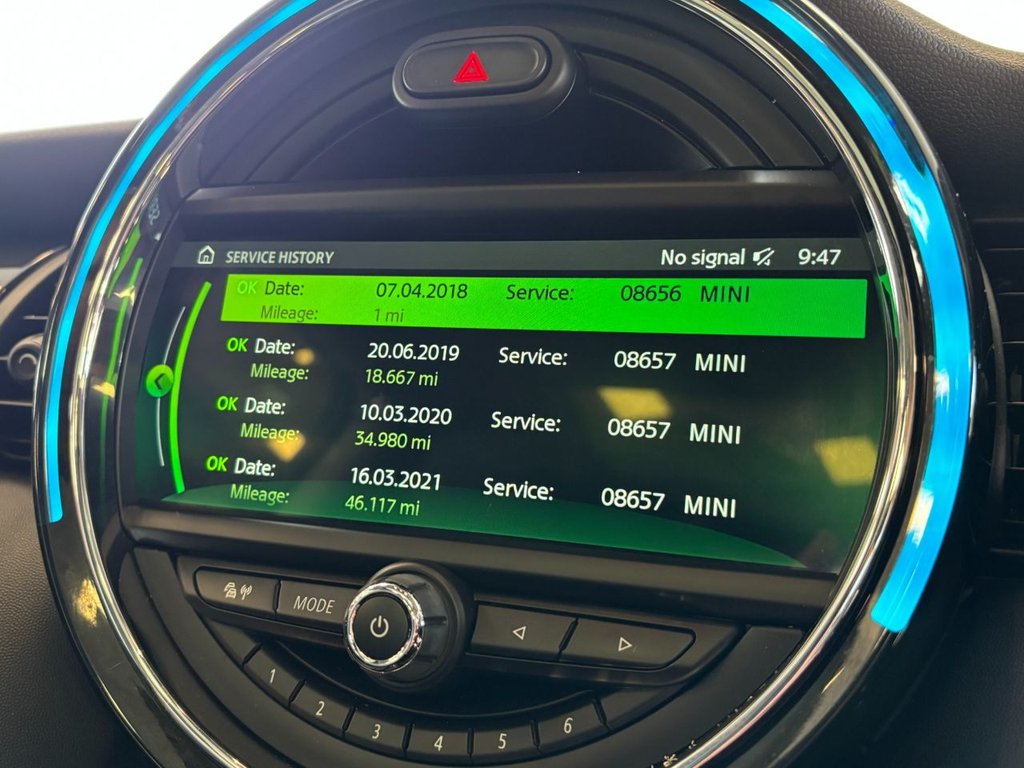 SERVICE HISTORY No signal 9:47
OK Date: 07.04.2018 Service: 08656 MINI
Mileage: 1 mi
OK Date: 20.06.2019 Service: 08657 MINI
Mileage: 18.667 mi
OK Date: 10.03.2020 Service: 08657 MINI
Mileage: 34.980 mi
OK Date: 16.03.2021 Service: 08657 MINI
Mileage: 46.117 mi
MODE
1 2 3 4 5 6